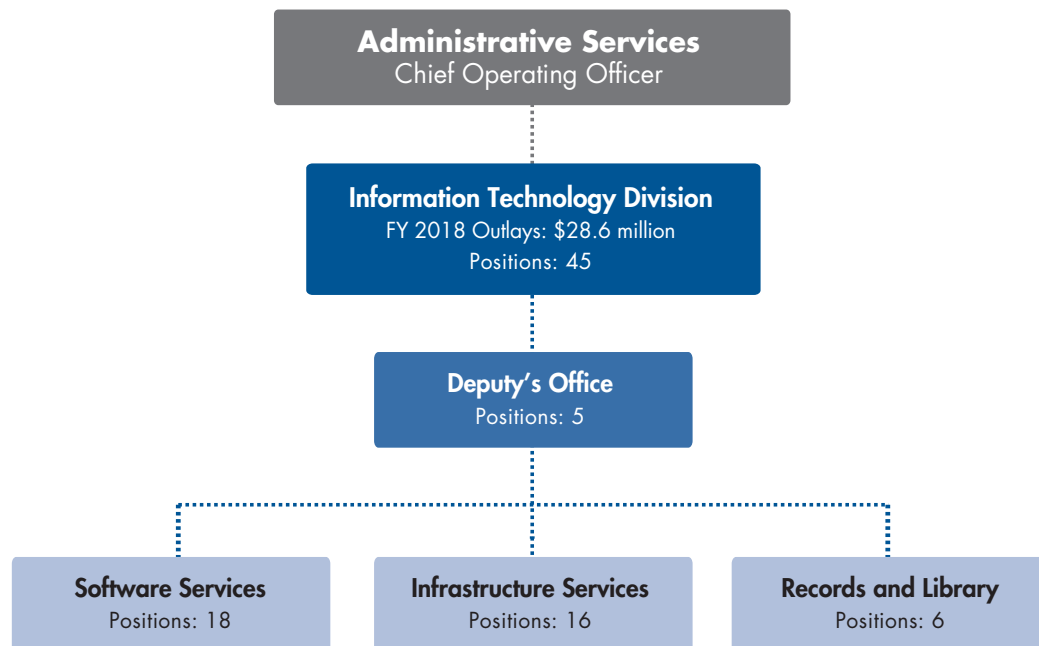 Administrative Services
Chief Operating Officer
Information Technology Division
FY 2018 Outlays: $28.6 million
Positions: 45
Deputy’s Office
Positions: 5
Software Services
Positions: 18
Infrastructure Services
Positions: 16
Records and Library
Positions: 6